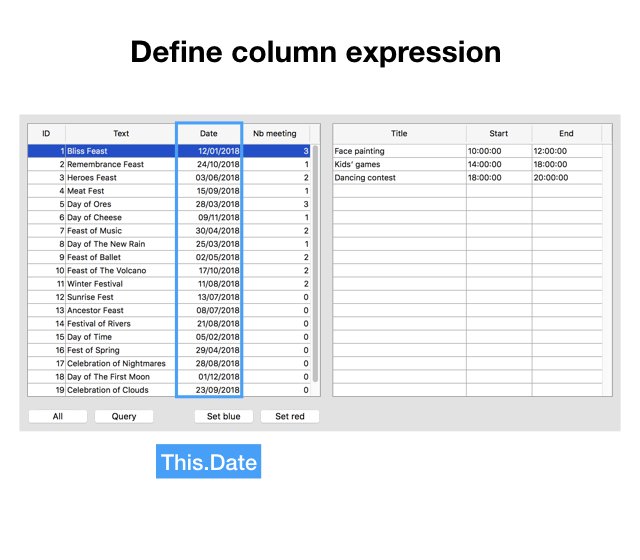 Define column expression
ID Text Date Nb meeting
1 Bliss Feast 12/01/2018 3
2 Remembrance Feast 24/10/2018 1
3 Heroes Feast 03/06/2018 2
4 Meat Fest 15/09/2018 1
5 Day of Ores 28/03/2018 3
6 Day of Cheese 09/11/2018 1
7 Feast of Music 30/04/2018 2
8 Day of The New Rain 25/03/2018 1
9 Feast of Ballet 02/05/2018 2
10 Feast of The Volcano 17/10/2018 2
11 Winter Festival 11/08/2018 2
12 Sunrise Fest 13/07/2018 0
13 Ancestor Feast 08/07/2018 0
14 Festival of Rivers 21/08/2018 0
15 Day of Time 05/02/2018 0
16 Fest of Spring 29/04/2018 0
17 Celebration of Nightmares 28/08/2018 0
18 Day of The First Moon 01/12/2018 0
19 Celebration of Clouds 23/09/2018 0
Title Start End
Face painting 10:00:00 12:00:00
Kids' games 14:00:00 18:00:00
Dancing contest 18:00:00 20:00:00
All Query Set blue Set red
This.Date